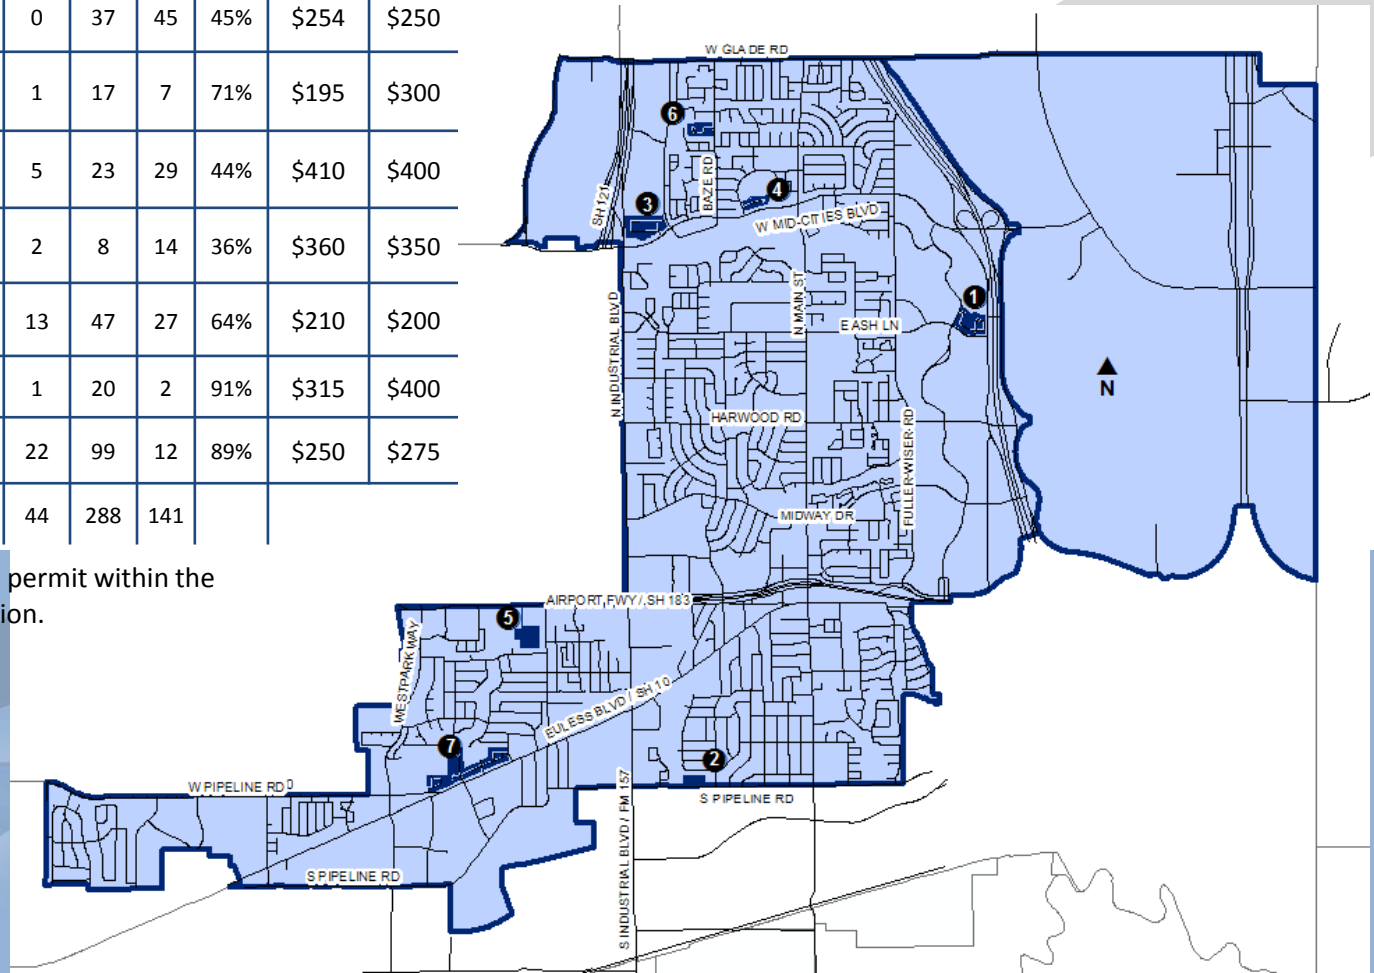 0 37 45 45% $254 $250
1 17 7 71% $195 $300
5 23 29 44% $410 $400
2 8 14 36% $360 $350
13 47 27 64% $210 $200
1 20 2 91% $315 $400
22 99 12 89% $250 $275
44 288 141
permit within the
ion.
W GLADE RD
6
BAZE RD
4
SH 121
3
W MID-CITIES BLVD
1
N MAIN ST
E ASH LN
N INDUSTRIAL BLVD
N
HARWOOD RD
FULLER-WISER RD
MIDWAY DR
AIRPORT FWY / SH 183
5
WESTPARK WAY
EULESS BLVD / SH 10
7
2
W PIPELINE RD
S PIPELINE RD
S INDUSTRIAL BLVD / FM 157
S PIPELINE RD